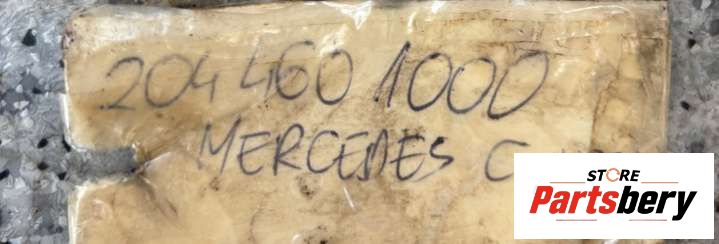 204 460 1000
MERCEDES C
STORE
Partsbery